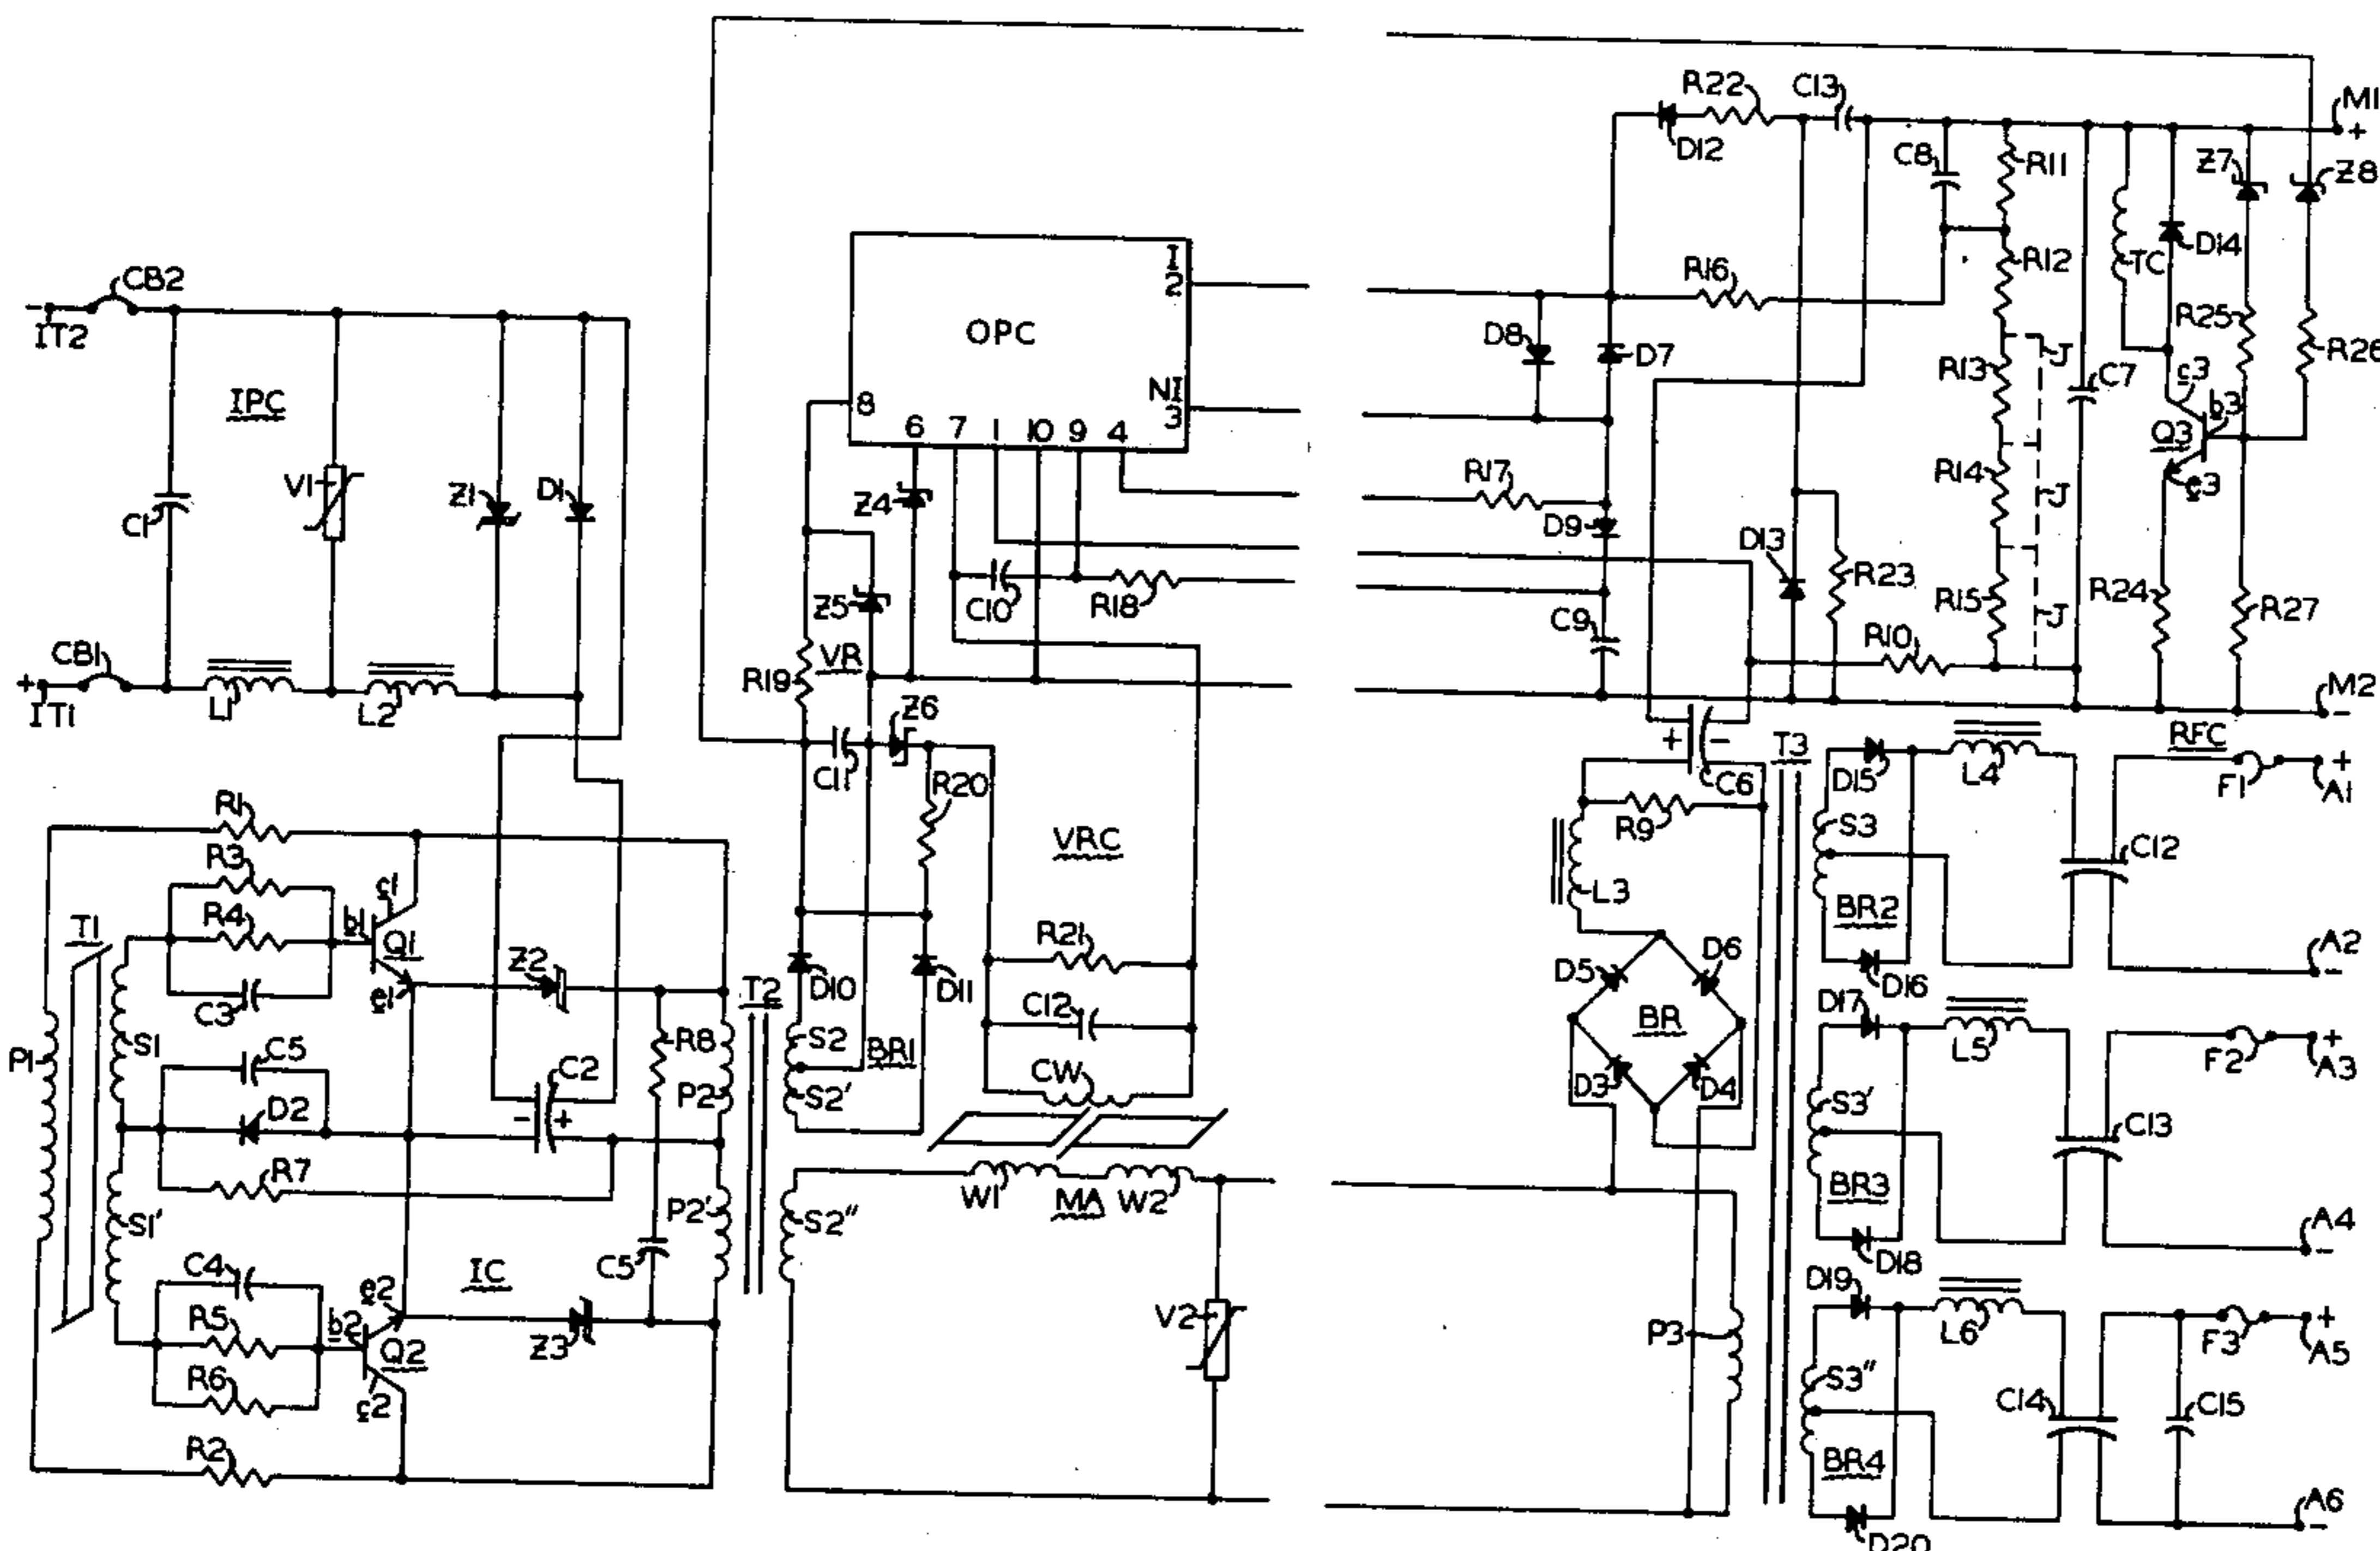 R22
C13
M1
+
D12
C8
R11
Z7
Z8
D14
R12
TC
CB2
-
IT2
I
2
OPC
NI
3
8
6 7 1 10 9 4
R16
R25
R26
D8
D7
R13
J
C7
c3
b3
Q3
e3
IPC
V1
Z1
D1
C1
Z4
R17
R14
J
D9
D13
R23
Z5
C10
R18
C9
R15
J
R24
R27
R10
CB1
+
IT1
L1
L2
VR
R19
M2
-
Z6
C11
R20
+
-
C6
T3
RFC
D15
L4
F1
+
A1
R1
R3
R4
c1
b1
Q1
e1
T1
C3
Z2
VRC
R9
L3
S3
C12
BR2
A2
-
D16
R21
D5
D6
T2
D10
D11
C12
BR
D17
L5
F2
+
A3
P1
S1
C5
D2
C2
-
+
R8
P2
S2
BR1
S2'
CW
D3
D4
S3'
C13
BR3
R7
S1'
P2'
W1
MA
W2
S2"
A4
-
D18
C4
e2
IC
C5
D19
L6
F3
+
A5
R5
b2
Q2
R6
c2
Z3
V2
P3
S3"
C14
C15
BR4
R2
A6
-
D20